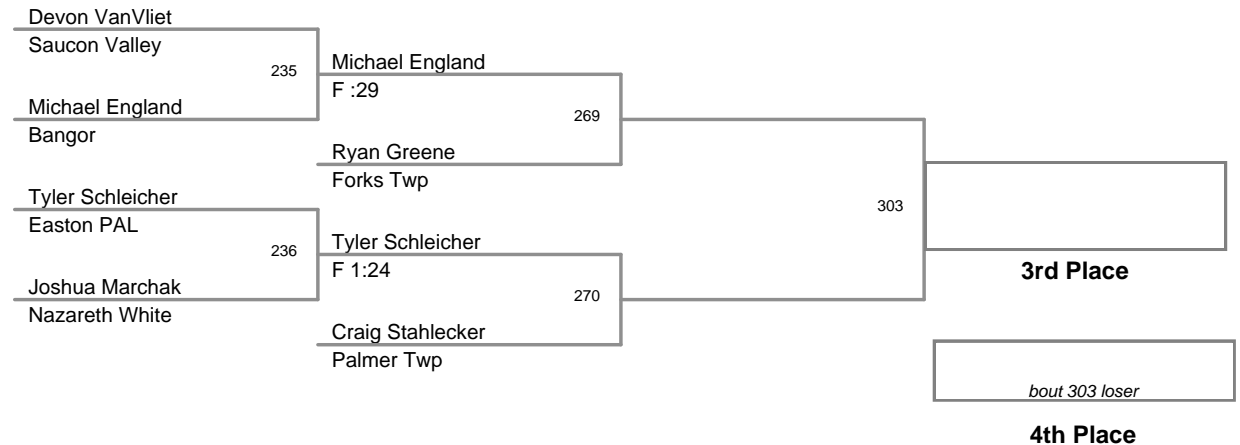 Devon VanVliet
Saucon Valley
235
Michael England
F :29
Michael England
Bangor
269
Ryan Greene
Forks Twp
Tyler Schleicher
Easton PAL
303
236
Tyler Schleicher
F 1:24
3rd Place
Joshua Marchak
Nazareth White
270
Craig Stahlecker
Palmer Twp
bout 303 loser
4th Place